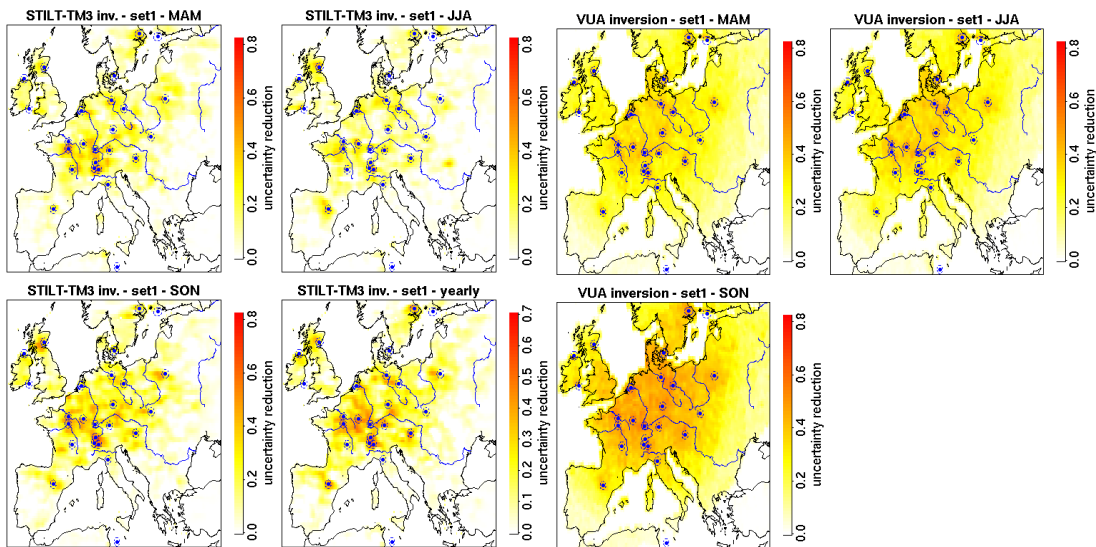 STILT-TM3 inv. - set1 - MAM
0.0 0.2 0.4 0.6 0.8
uncertainty reduction
STILT-TM3 inv. - set1 - JJA
0.0 0.2 0.4 0.6 0.8
uncertainty reduction
VUA inversion - set1 - MAM
0.0 0.2 0.4 0.6 0.8
uncertainty reduction
VUA inversion - set1 - JJA
0.0 0.2 0.4 0.6 0.8
uncertainty reduction
STILT-TM3 inv. - set1 - SON
0.0 0.2 0.4 0.6 0.8
uncertainty reduction
STILT-TM3 inv. - set1 - yearly
0.0 0.1 0.2 0.3 0.4 0.5 0.6 0.7
uncertainty reduction
VUA inversion - set1 - SON
0.0 0.2 0.4 0.6 0.8
uncertainty reduction